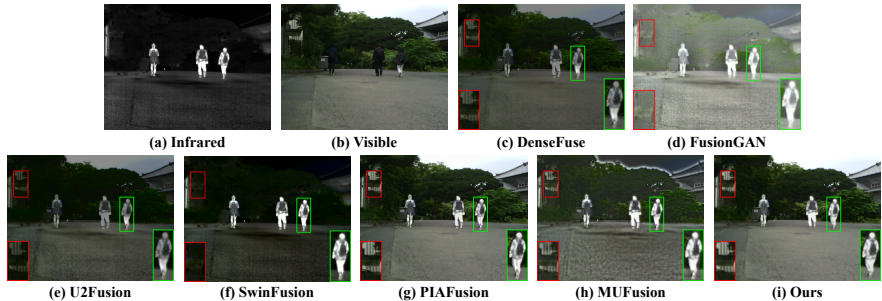 (a) Infrared
(b) Visible
(c) DenseFuse
(d) FusionGAN
(e) U2Fusion
(f) SwinFusion
(g) PIAFusion
(h) MUFusion
(i) Ours